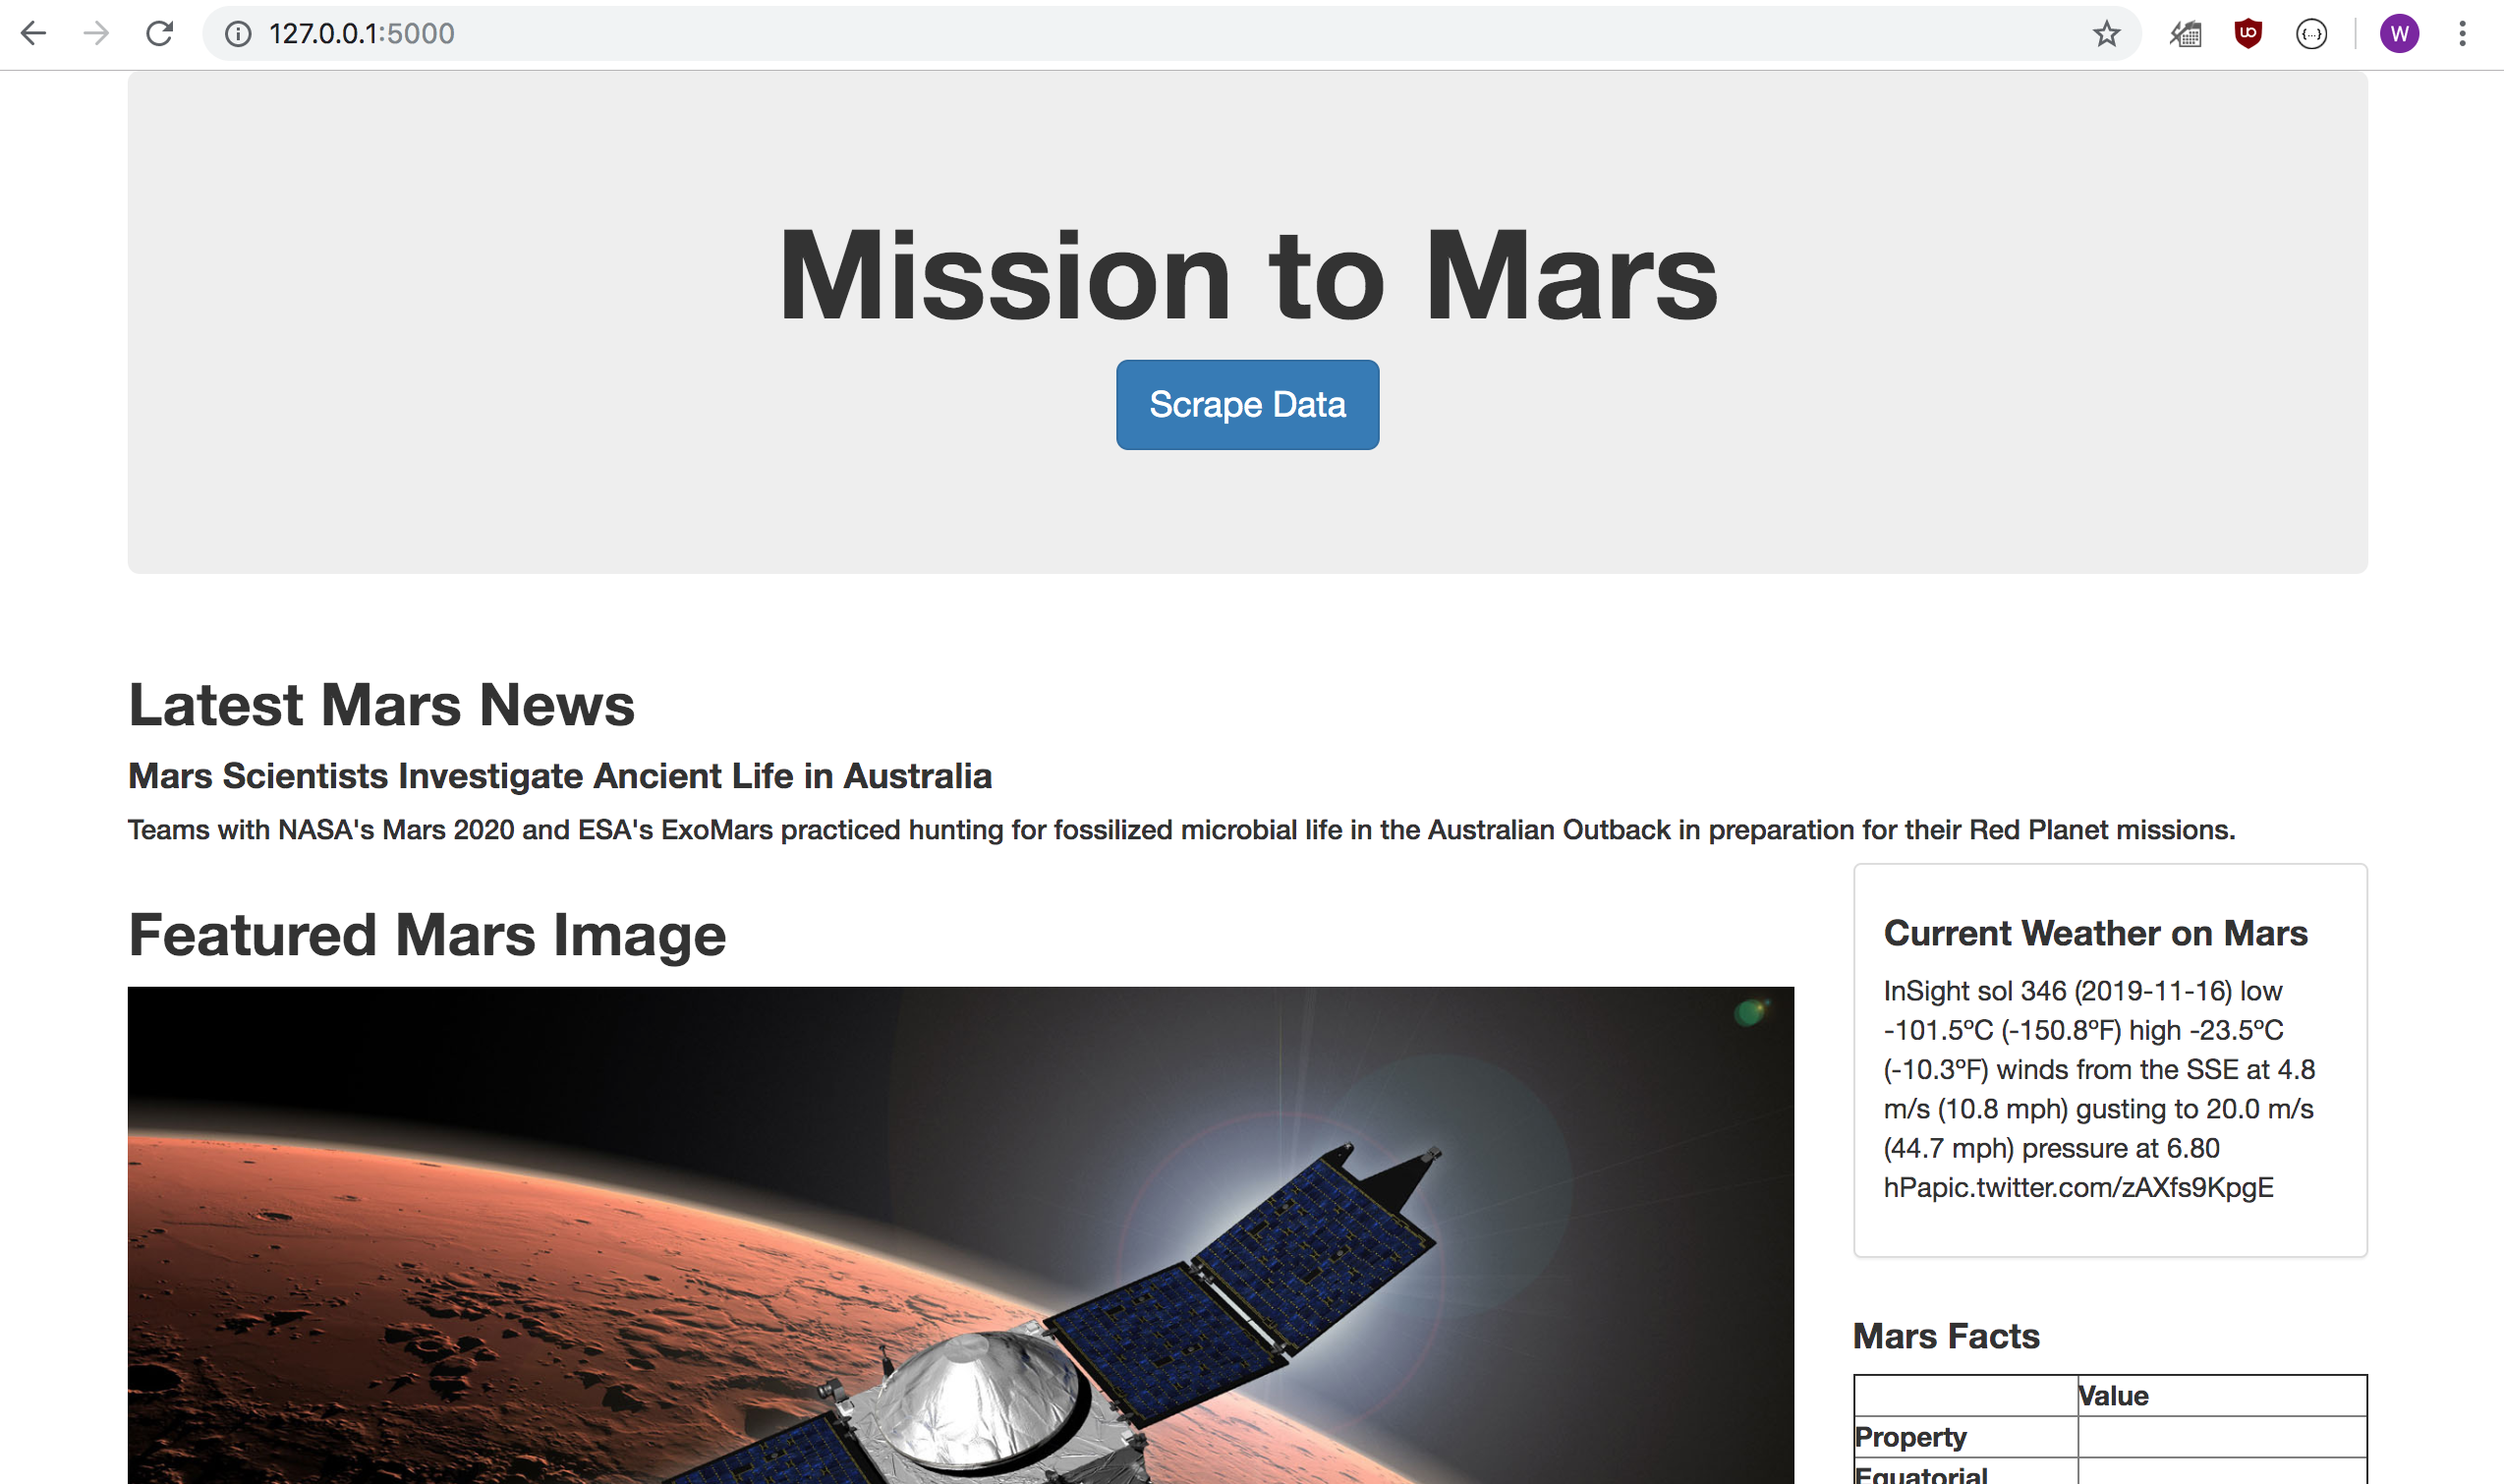 127.0.0.1:5000
W
Mission to Mars
Scrape Data
Latest Mars News
Mars Scientists Investigate Ancient Life in Australia
Teams with NASA's Mars 2020 and ESA's ExoMars practiced hunting for fossilized microbial life in the Australian Outback in preparation for their Red Planet missions.
Featured Mars Image
Current Weather on Mars
InSight sol 346 (2019-11-16) low
-101.5ºC (-150.8ºF) high -23.5ºC
(-10.3ºF) winds from the SSE at 4.8
m/s (10.8 mph) gusting to 20.0 m/s
(44.7 mph) pressure at 6.80
hPapic.twitter.com/zAXfs9KpgE
Mars Facts
Value
Property
Equatorial